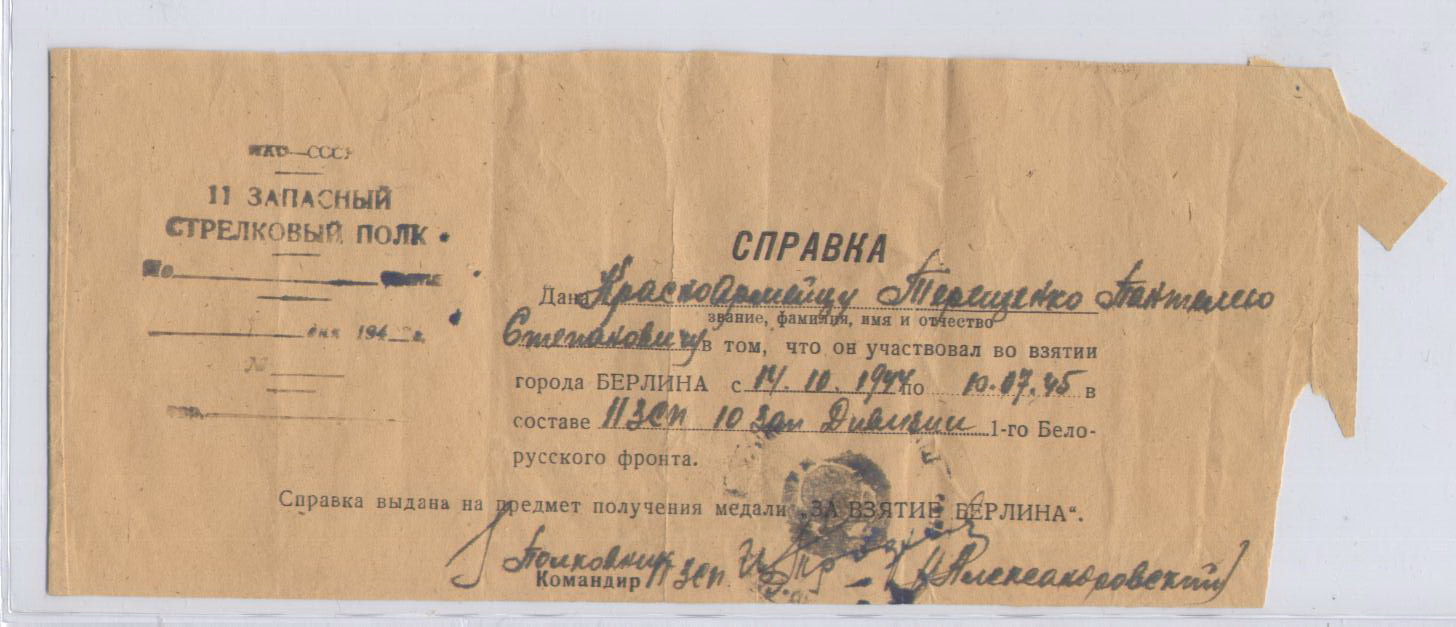 НКО—СССР
11 ЗАПАСНЫЙ
СТРЕЛКОВЫЙ ПОЛК
дня 194 г.
№
СПРАВКА
Дана Красноармейцу Терещенко Пантелею
звание, фамилия, имя и отчество
Степановичу в том, что он участвовал во взятии
города БЕРЛИНА с 14.10.1944 по 10.07.45 в
составе 11 ЗСП 10 зап Дивизии 1-го Бело-
русского фронта.
Справка выдана на предмет получения медали „ЗА ВЗЯТИЕ БЕРЛИНА“.
Полковник
Командир 11 ЗСП (Александровский)